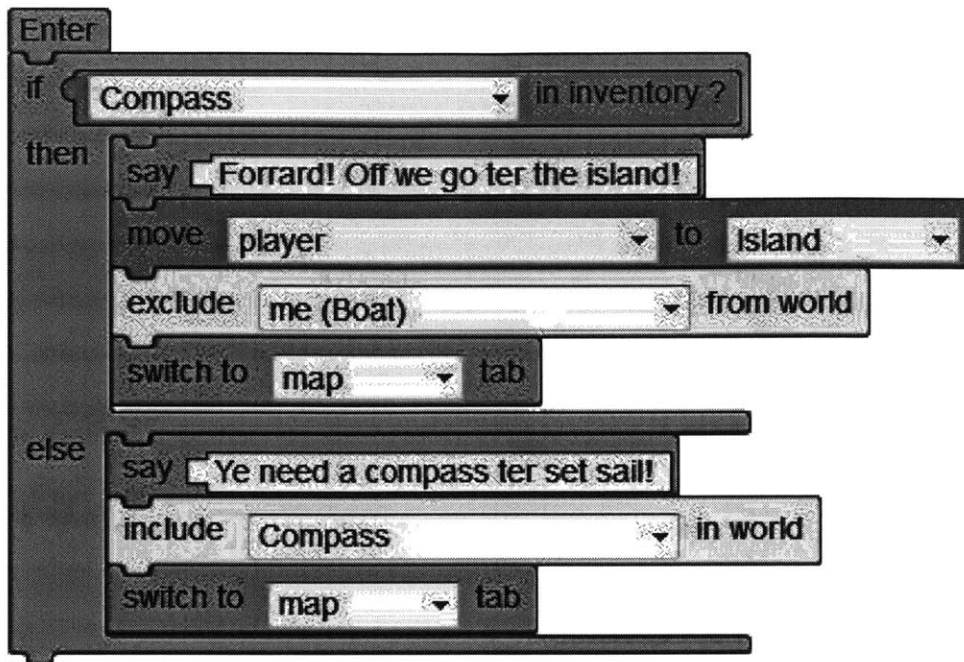 Enter
if Compass in inventory ?
then
say Forrard! Off we go ter the island!
move player to Island
exclude me (Boat) from world
switch to map tab
else
say Ye need a compass ter set sail!
include Compass in world
switch to map tab